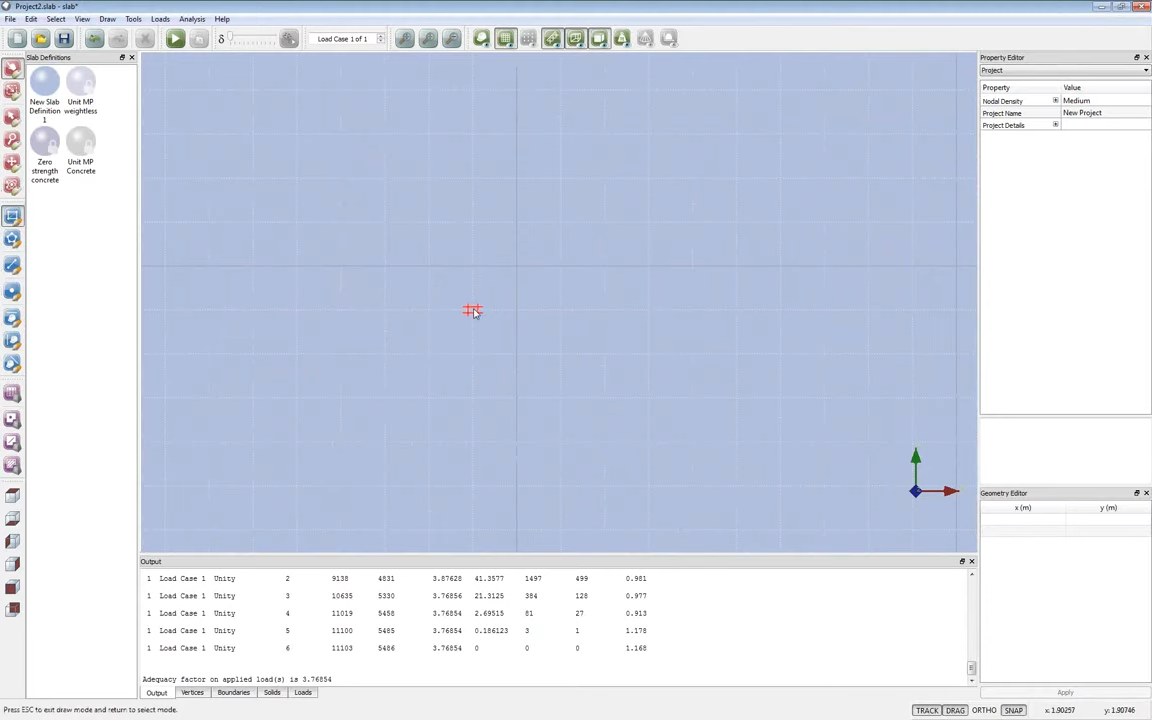 Project2.slab - slab*
File Edit Select View Draw Tools Loads Analysis Help
δ Load Case 1 of 1
Slab Definitions
New Slab Definition 1
Unit MP weightless
Zero strength concrete
Unit MP Concrete
Property Editor
Project
Property Value
Nodal Density Medium
Project Name New Project
Project Details
Geometry Editor
x (m) y (m)
Apply
Output
1 Load Case 1 Unity 2 9138 4831 3.87628 41.3577 1497 499 0.981
1 Load Case 1 Unity 3 10635 5330 3.76856 21.3125 384 128 0.977
1 Load Case 1 Unity 4 11019 5458 3.76854 2.69515 81 27 0.913
1 Load Case 1 Unity 5 11100 5485 3.76854 0.186123 3 1 1.178
1 Load Case 1 Unity 6 11103 5486 3.76854 0 0 0 1.168
Adequacy factor on applied load(s) is 3.76854
Output Vertices Boundaries Solids Loads
Press ESC to exit draw mode and return to select mode.
TRACK DRAG ORTHO SNAP x: 1.90257 y: 1.90746